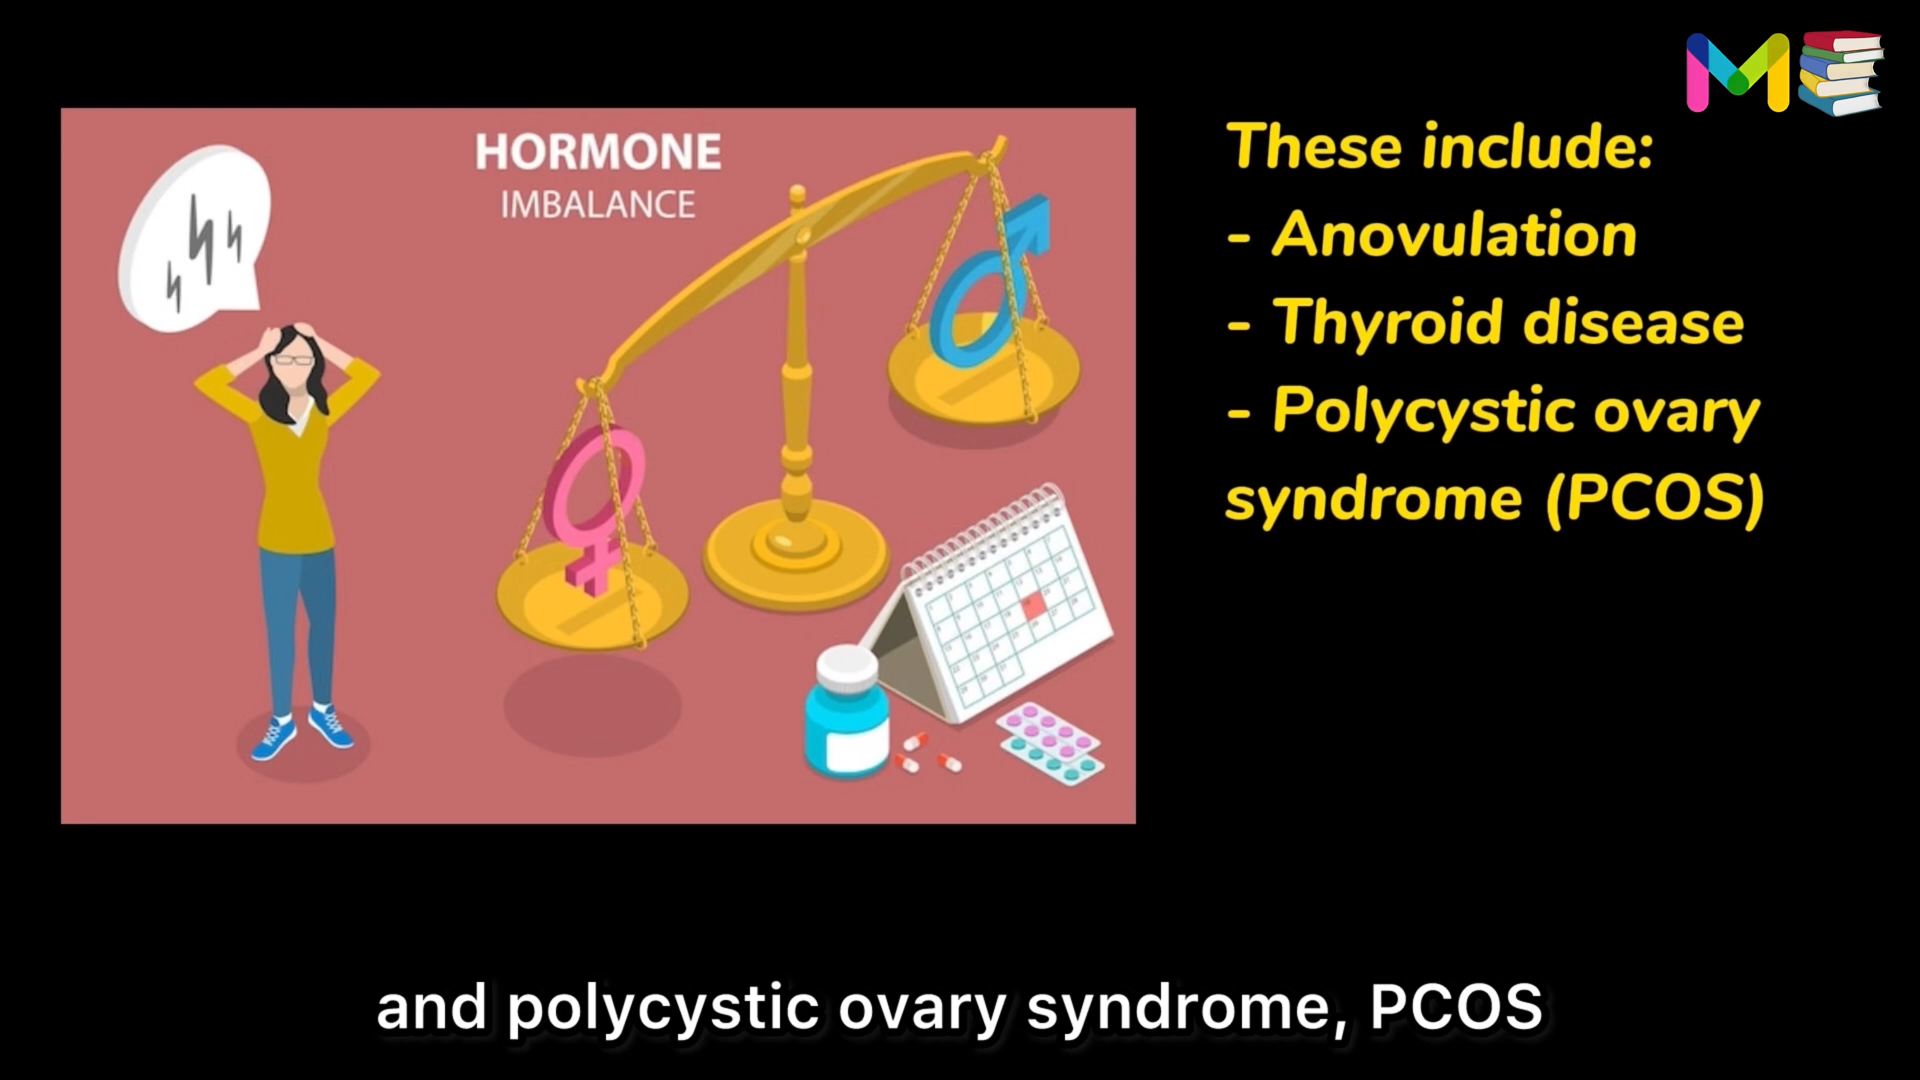 HORMONE
IMBALANCE
These include:
- Anovulation
- Thyroid disease
- Polycystic ovary
syndrome (PCOS)
and polycystic ovary syndrome, PCOS